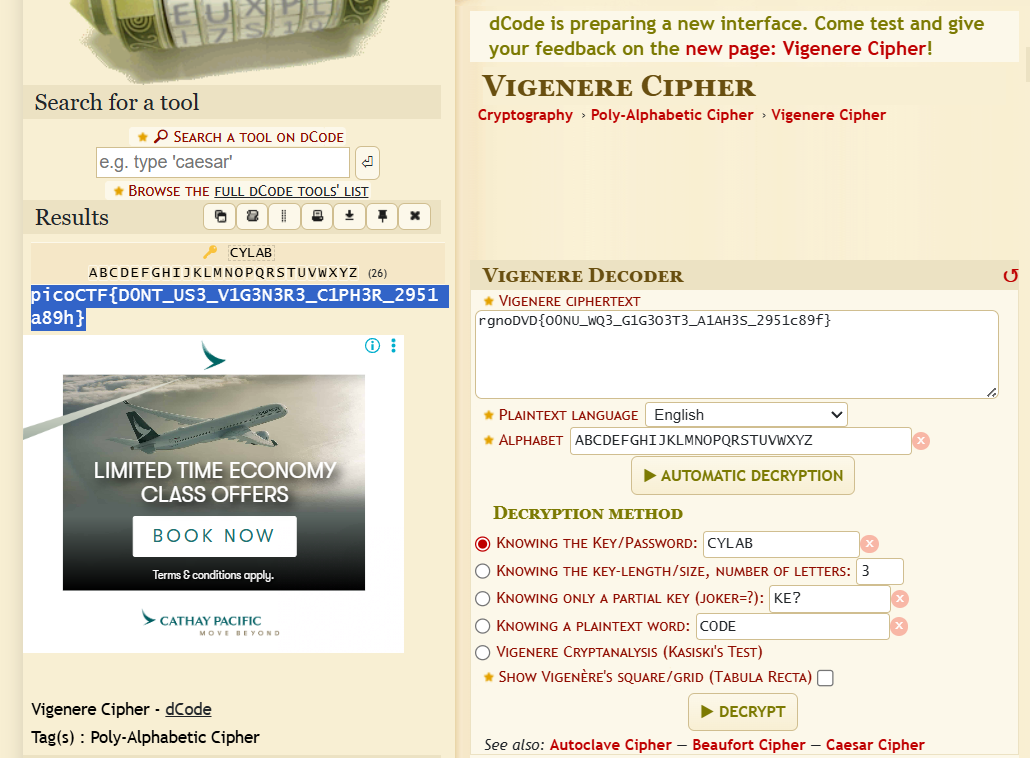 Search for a tool
SEARCH A TOOL ON DCODE
e.g. type 'caesar'
BROWSE THE FULL DCODE TOOLS' LIST
Results
CYLAB
ABCDEFGHIJKLMNOPQRSTUVWXYZ (26)
picoCTF{D0NT_US3_V1G3N3R3_C1PH3R_2951
a89h}
LIMITED TIME ECONOMY
CLASS OFFERS
BOOK NOW
Terms & conditions apply.
CATHAY PACIFIC
MOVE BEYOND
Vigenere Cipher - dCode
Tag(s) : Poly-Alphabetic Cipher
dCode is preparing a new interface. Come test and give
your feedback on the new page: Vigenere Cipher!
VIGENERE CIPHER
Cryptography › Poly-Alphabetic Cipher › Vigenere Cipher
VIGENERE DECODER
↺
★ VIGENERE CIPHERTEXT
rgnoDVD{O0NU_WQ3_G1G3O3T3_A1AH3S_2951c89f}
★ PLAINTEXT LANGUAGE English
★ ALPHABET ABCDEFGHIJKLMNOPQRSTUVWXYZ x
▶ AUTOMATIC DECRYPTION
DECRYPTION METHOD
KNOWING THE KEY/PASSWORD: CYLAB x
KNOWING THE KEY-LENGTH/SIZE, NUMBER OF LETTERS: 3
KNOWING ONLY A PARTIAL KEY (JOKER=?): KE? x
KNOWING A PLAINTEXT WORD: CODE x
VIGENERE CRYPTANALYSIS (KASISKI'S TEST)
★ SHOW VIGENÈRE'S SQUARE/GRID (TABULA RECTA)
▶ DECRYPT
See also: Autoclave Cipher — Beaufort Cipher — Caesar Cipher